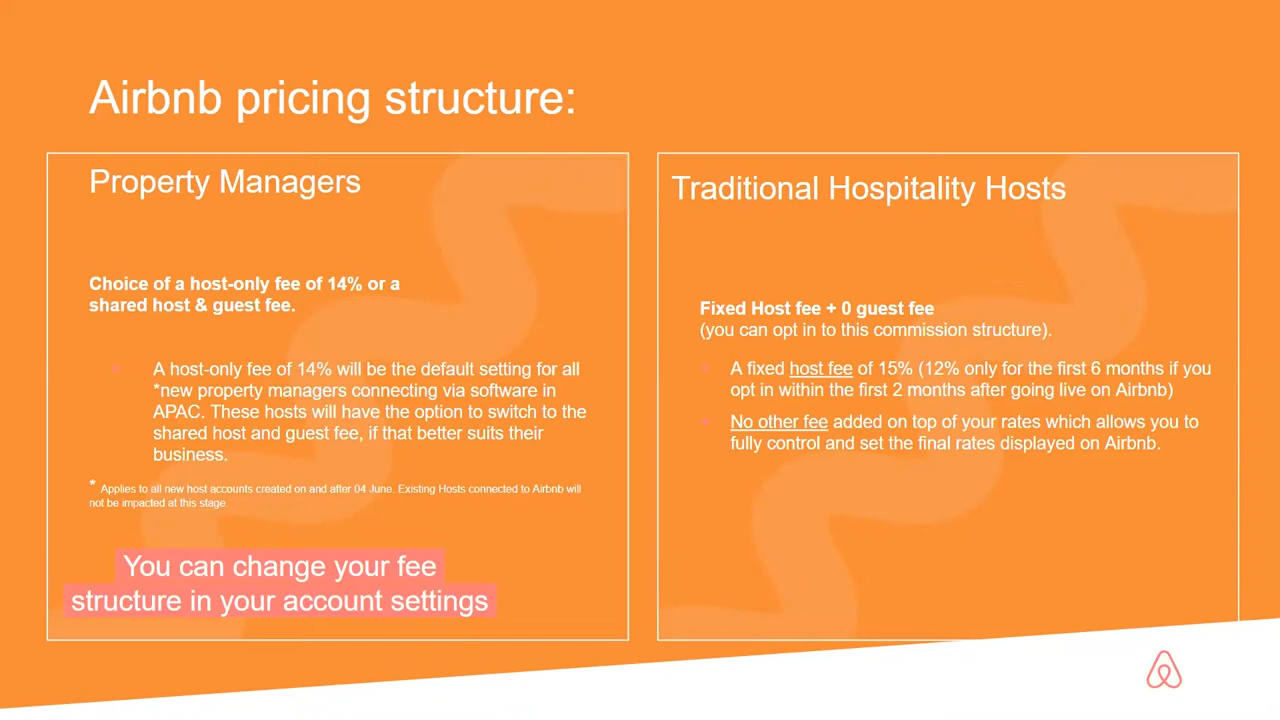 Airbnb pricing structure:
Property Managers
Choice of a host-only fee of 14% or a
shared host & guest fee.
A host-only fee of 14% will be the default setting for all
*new property managers connecting via software in
APAC. These hosts will have the option to switch to the
shared host and guest fee, if that better suits their
business.
* Applies to all new host accounts created on and after 04 June. Existing Hosts connected to Airbnb will
not be impacted at this stage.
You can change your fee
structure in your account settings
Traditional Hospitality Hosts
Fixed Host fee + 0 guest fee
(you can opt in to this commission structure).
A fixed host fee of 15% (12% only for the first 6 months if you
opt in within the first 2 months after going live on Airbnb)
No other fee added on top of your rates which allows you to
fully control and set the final rates displayed on Airbnb.